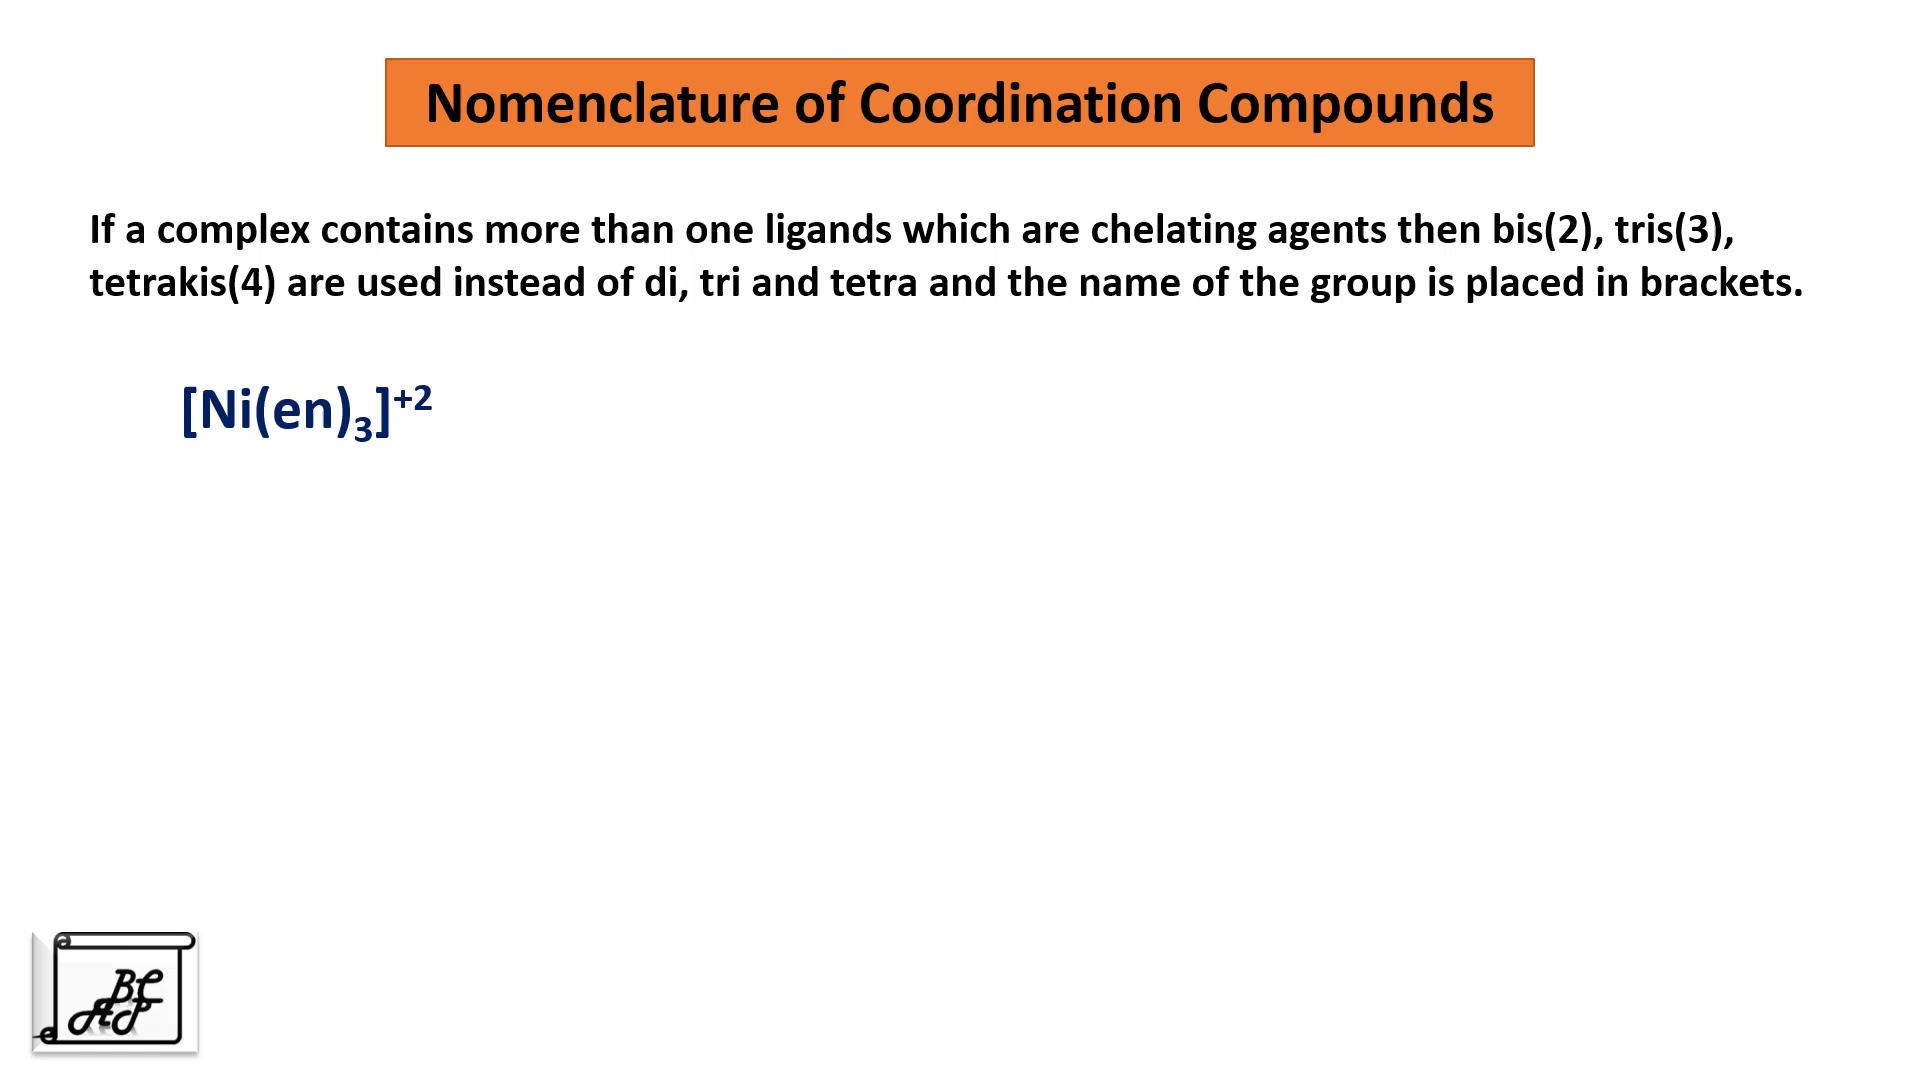 Nomenclature of Coordination Compounds
If a complex contains more than one ligands which are chelating agents then bis(2), tris(3),
tetrakis(4) are used instead of di, tri and tetra and the name of the group is placed in brackets.
[Ni(en)₃]⁺²
BC
AP